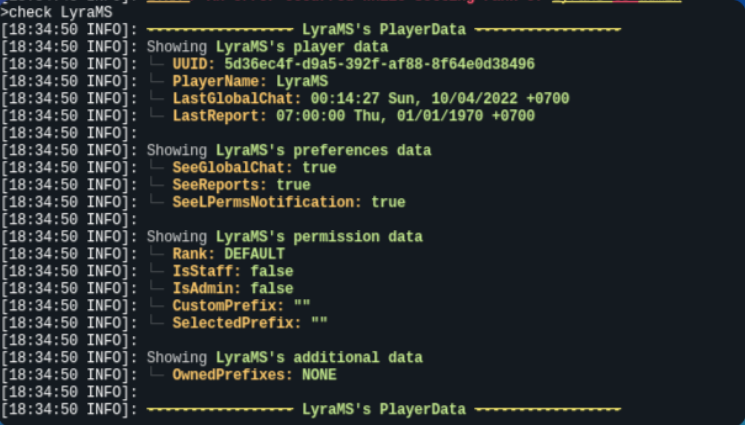 >check LyraMS
[18:34:50 INFO]: ━━━━━━━━━━━━━━━━━ LyraMS's PlayerData ━━━━━━━━━━━━━━━━━
[18:34:50 INFO]: Showing LyraMS's player data
[18:34:50 INFO]: └─ UUID: 5d36ec4f-d9a5-392f-af88-8f64e0d38496
[18:34:50 INFO]: └─ PlayerName: LyraMS
[18:34:50 INFO]: └─ LastGlobalChat: 00:14:27 Sun, 10/04/2022 +0700
[18:34:50 INFO]: └─ LastReport: 07:00:00 Thu, 01/01/1970 +0700
[18:34:50 INFO]:
[18:34:50 INFO]: Showing LyraMS's preferences data
[18:34:50 INFO]: └─ SeeGlobalChat: true
[18:34:50 INFO]: └─ SeeReports: true
[18:34:50 INFO]: └─ SeeLPermsNotification: true
[18:34:50 INFO]:
[18:34:50 INFO]: Showing LyraMS's permission data
[18:34:50 INFO]: └─ Rank: DEFAULT
[18:34:50 INFO]: └─ IsStaff: false
[18:34:50 INFO]: └─ IsAdmin: false
[18:34:50 INFO]: └─ CustomPrefix: ""
[18:34:50 INFO]: └─ SelectedPrefix: ""
[18:34:50 INFO]:
[18:34:50 INFO]: Showing LyraMS's additional data
[18:34:50 INFO]: └─ OwnedPrefixes: NONE
[18:34:50 INFO]:
[18:34:50 INFO]: ━━━━━━━━━━━━━━━━━ LyraMS's PlayerData ━━━━━━━━━━━━━━━━━